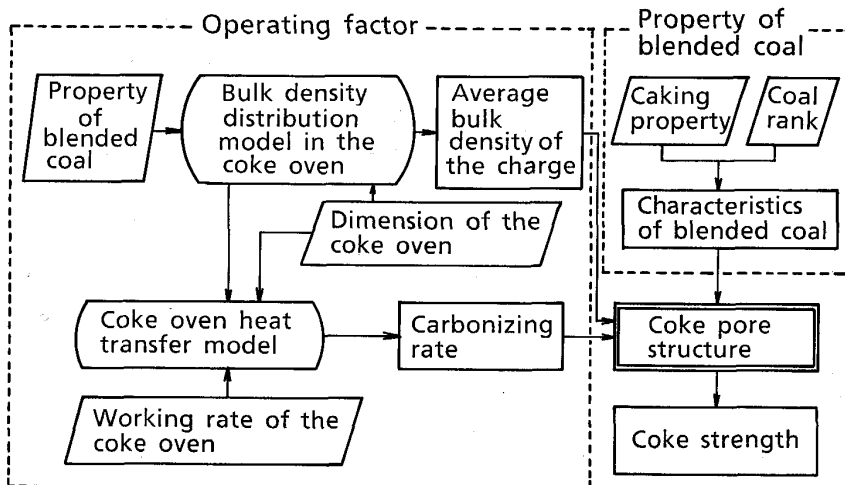 Operating factor
Property of
blended coal
Property
of
blended
coal
Bulk density
distribution
model in the
coke oven
Average
bulk
density of
the charge
Caking
property
Coal
rank
Dimension of the
coke oven
Characteristics
of blended coal
Coke oven heat
transfer model
Carbonizing
rate
Coke pore
structure
Working rate of the
coke oven
Coke strength